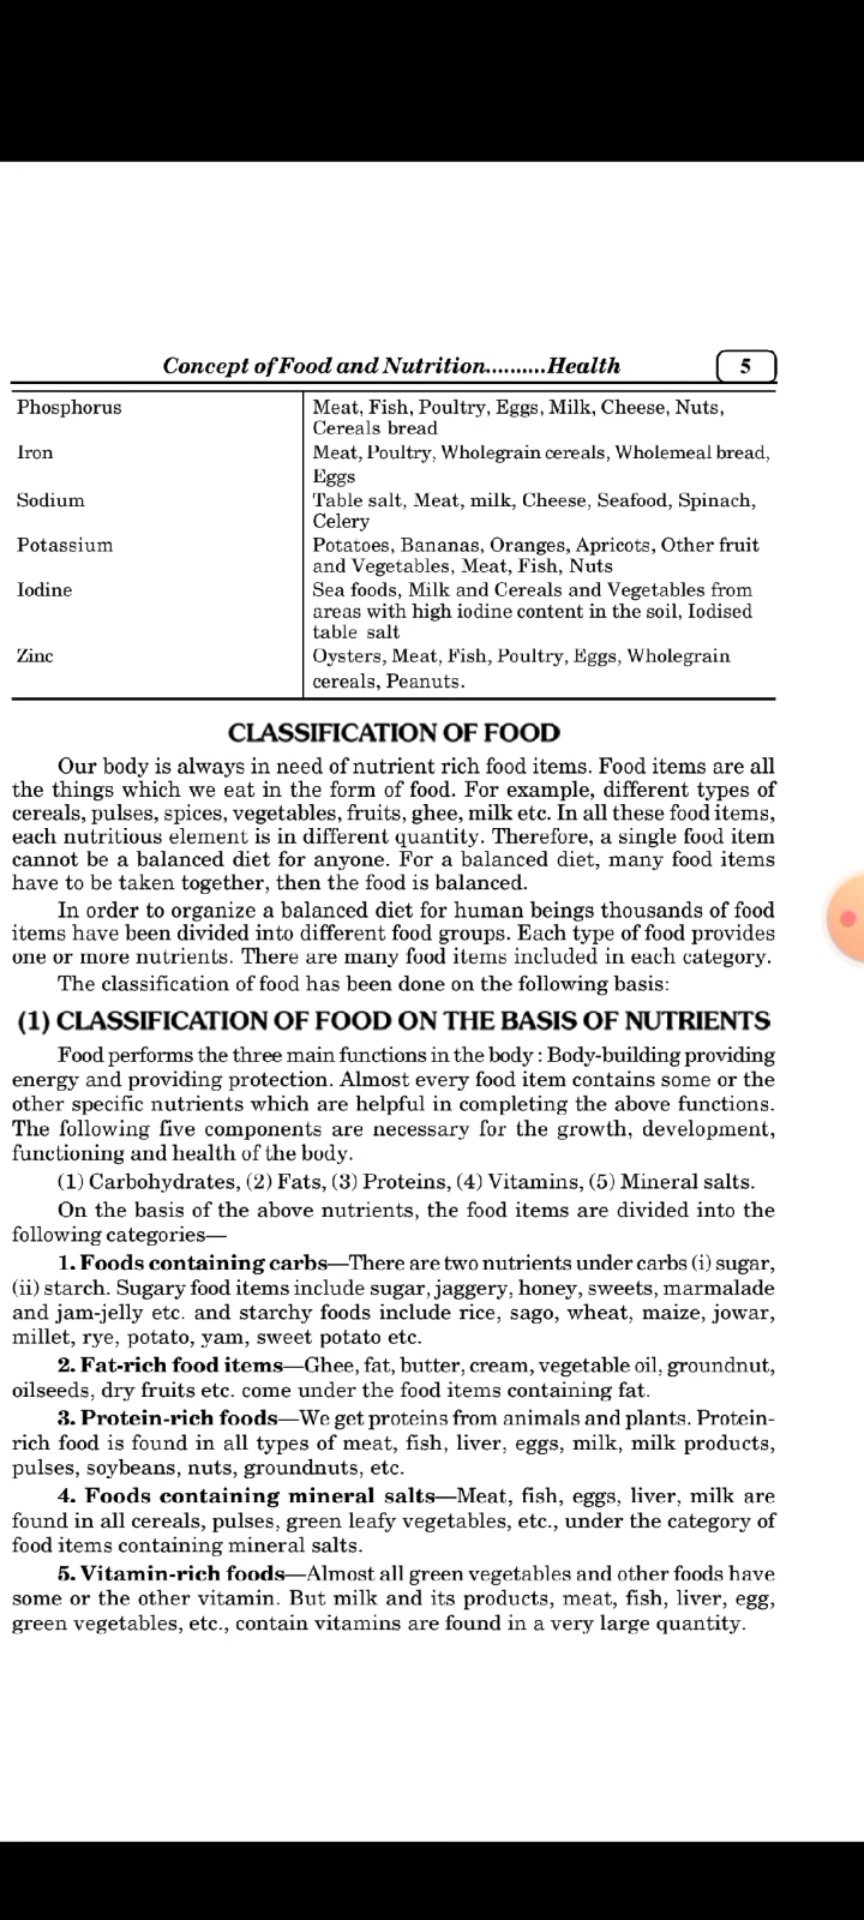 Concept of Food and Nutrition..........Health 5
Phosphorus Meat, Fish, Poultry, Eggs, Milk, Cheese, Nuts,
Cereals bread
Iron Meat, Poultry, Wholegrain cereals, Wholemeal bread,
Eggs
Sodium Table salt, Meat, milk, Cheese, Seafood, Spinach,
Celery
Potassium Potatoes, Bananas, Oranges, Apricots, Other fruit
and Vegetables, Meat, Fish, Nuts
Iodine Sea foods, Milk and Cereals and Vegetables from
areas with high iodine content in the soil, Iodised
table salt
Zinc Oysters, Meat, Fish, Poultry, Eggs, Wholegrain
cereals, Peanuts.
CLASSIFICATION OF FOOD
Our body is always in need of nutrient rich food items. Food items are all
the things which we eat in the form of food. For example, different types of
cereals, pulses, spices, vegetables, fruits, ghee, milk etc. In all these food items,
each nutritious element is in different quantity. Therefore, a single food item
cannot be a balanced diet for anyone. For a balanced diet, many food items
have to be taken together, then the food is balanced.
In order to organize a balanced diet for human beings thousands of food
items have been divided into different food groups. Each type of food provides
one or more nutrients. There are many food items included in each category.
The classification of food has been done on the following basis:
(1) CLASSIFICATION OF FOOD ON THE BASIS OF NUTRIENTS
Food performs the three main functions in the body : Body-building providing
energy and providing protection. Almost every food item contains some or the
other specific nutrients which are helpful in completing the above functions.
The following five components are necessary for the growth, development,
functioning and health of the body.
(1) Carbohydrates, (2) Fats, (3) Proteins, (4) Vitamins, (5) Mineral salts.
On the basis of the above nutrients, the food items are divided into the
following categories—
1. Foods containing carbs—There are two nutrients under carbs (i) sugar,
(ii) starch. Sugary food items include sugar, jaggery, honey, sweets, marmalade
and jam-jelly etc. and starchy foods include rice, sago, wheat, maize, jowar,
millet, rye, potato, yam, sweet potato etc.
2. Fat-rich food items—Ghee, fat, butter, cream, vegetable oil, groundnut,
oilseeds, dry fruits etc. come under the food items containing fat.
3. Protein-rich foods—We get proteins from animals and plants. Protein-
rich food is found in all types of meat, fish, liver, eggs, milk, milk products,
pulses, soybeans, nuts, groundnuts, etc.
4. Foods containing mineral salts—Meat, fish, eggs, liver, milk are
found in all cereals, pulses, green leafy vegetables, etc., under the category of
food items containing mineral salts.
5. Vitamin-rich foods—Almost all green vegetables and other foods have
some or the other vitamin. But milk and its products, meat, fish, liver, egg,
green vegetables, etc., contain vitamins are found in a very large quantity.